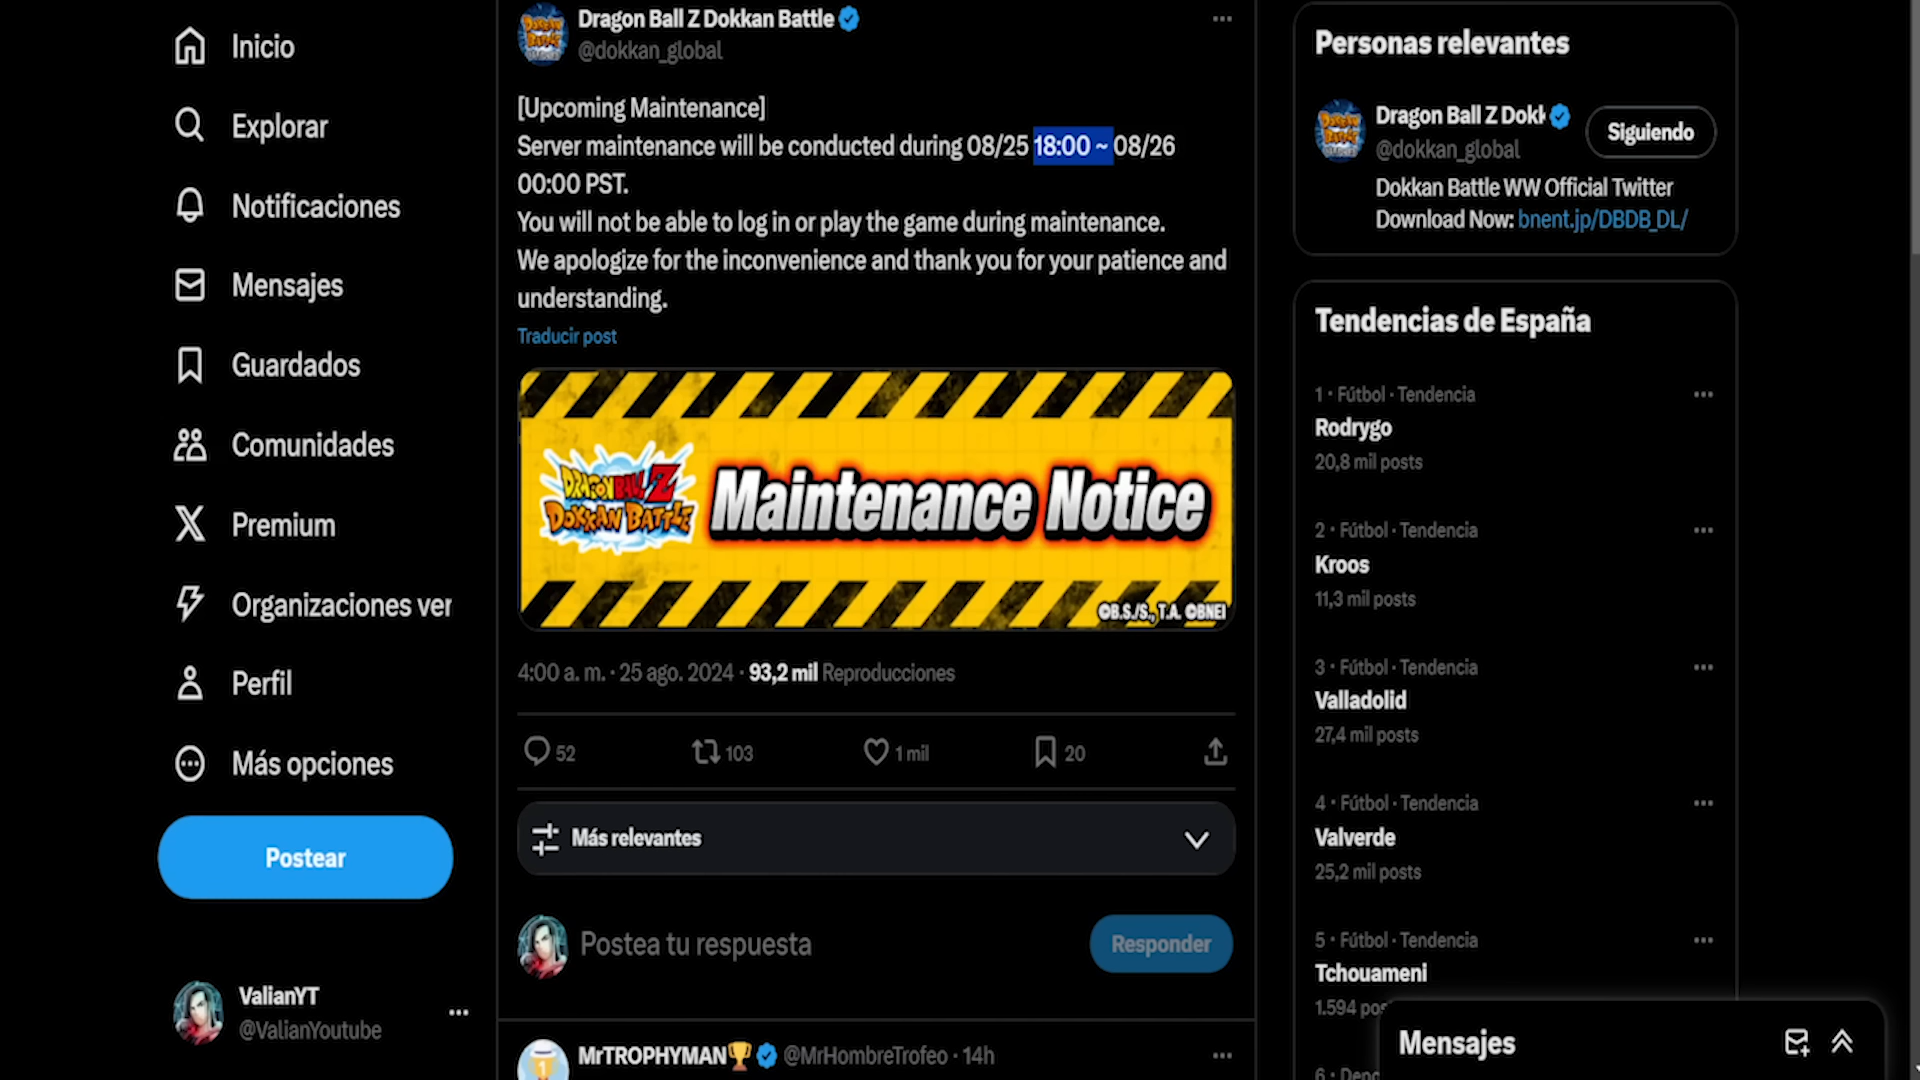 Inicio
Explorar
Notificaciones
Mensajes
Guardados
Comunidades
Premium
Organizaciones ver
Perfil
Más opciones
Postear
ValianYT
@ValianYoutube
Dragon Ball Z Dokkan Battle
@dokkan_global
[Upcoming Maintenance]
Server maintenance will be conducted during 08/25 18:00 ~ 08/26
00:00 PST.
You will not be able to log in or play the game during maintenance.
We apologize for the inconvenience and thank you for your patience and
understanding.
Traducir post
DRAGON BALL Z
DOKKAN BATTLE
Maintenance Notice
©B.S./S., T.A. ©BNEI
4:00 a. m. · 25 ago. 2024 · 93,2 mil Reproducciones
52
103
1 mil
20
Más relevantes
Postea tu respuesta
Responder
MrTROPHYMAN🏆 @MrHombreTrofeo · 14h
Personas relevantes
Dragon Ball Z Dokk
@dokkan_global
Siguiendo
Dokkan Battle WW Official Twitter
Download Now: bnent.jp/DBDB_DL/
Tendencias de España
1 · Fútbol · Tendencia
Rodrygo
20,8 mil posts
2 · Fútbol · Tendencia
Kroos
11,3 mil posts
3 · Fútbol · Tendencia
Valladolid
27,4 mil posts
4 · Fútbol · Tendencia
Valverde
25,2 mil posts
5 · Fútbol · Tendencia
Tchouameni
1.594 pos
6 · Depo
Mensajes